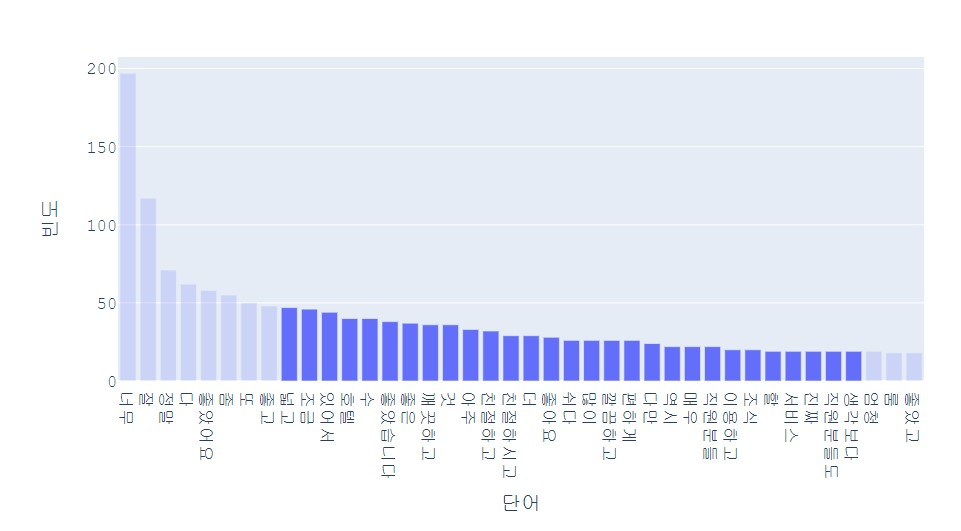 200
150
100
50
0
빈도
너무
잘
정말
다
좋았어요
좀
또
좋고
넓고
조금
있어서
호텔
수
좋았습니다
좋은
깨끗하고
것
아주
친절하고
친절하시고
더
좋아요
쉬다
많이
깔끔하고
편하게
다만
역시
매우
직원분들
이용하고
조식
할
서비스
진짜
직원분들도
생각보다
엄청
룸
좋았고
단어